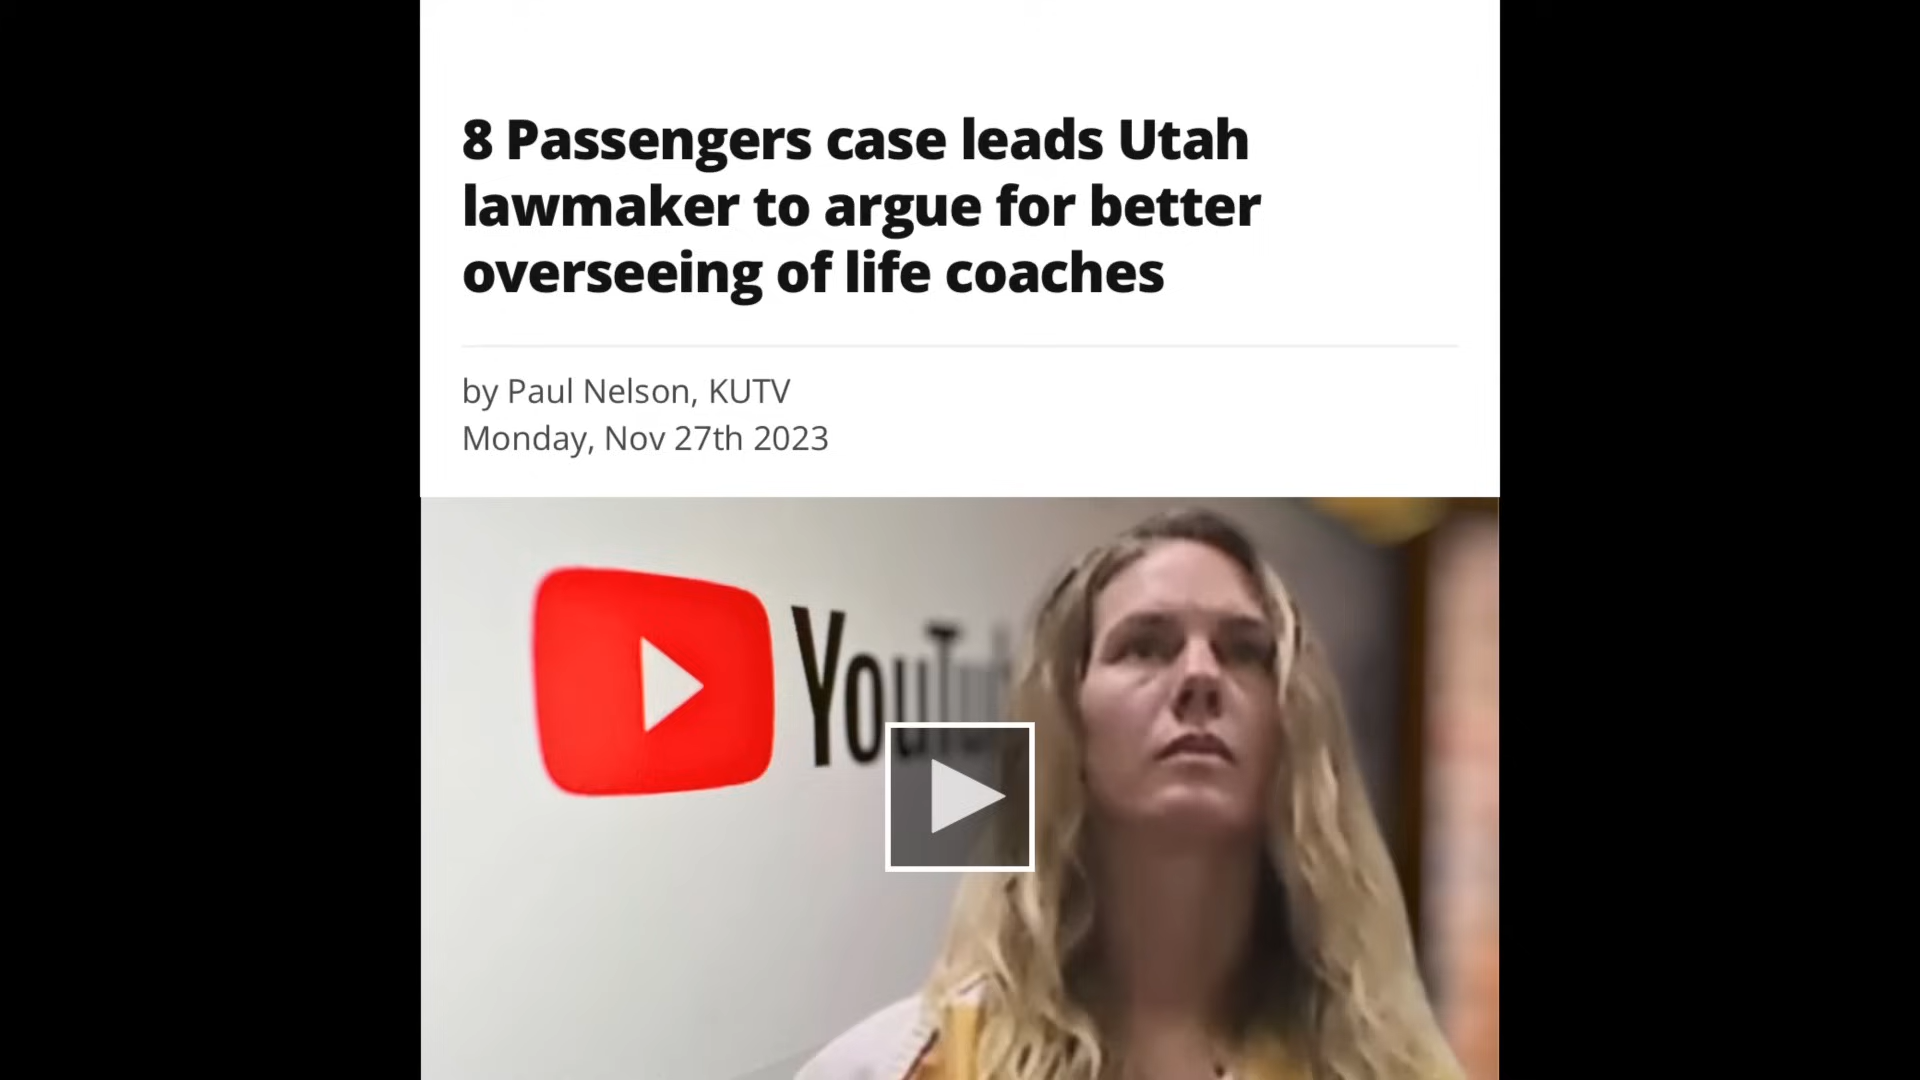 8 Passengers case leads Utah
lawmaker to argue for better
overseeing of life coaches
by Paul Nelson, KUTV
Monday, Nov 27th 2023
YouTu